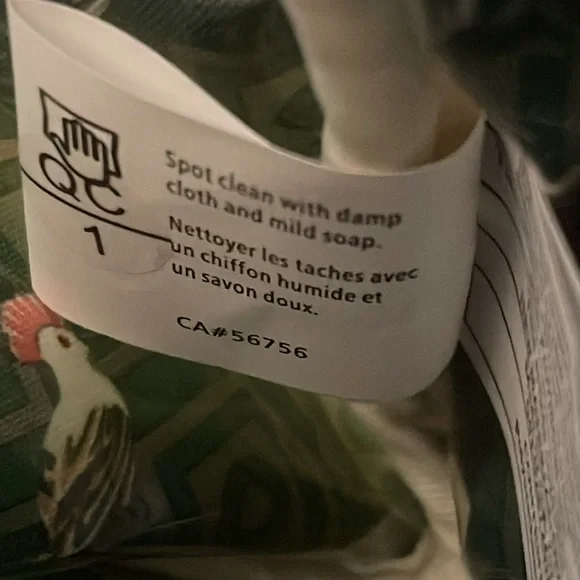 QC
1
Spot clean with damp
cloth and mild soap.
Nettoyer les taches avec
un chiffon humide et
un savon doux.
CA#56756